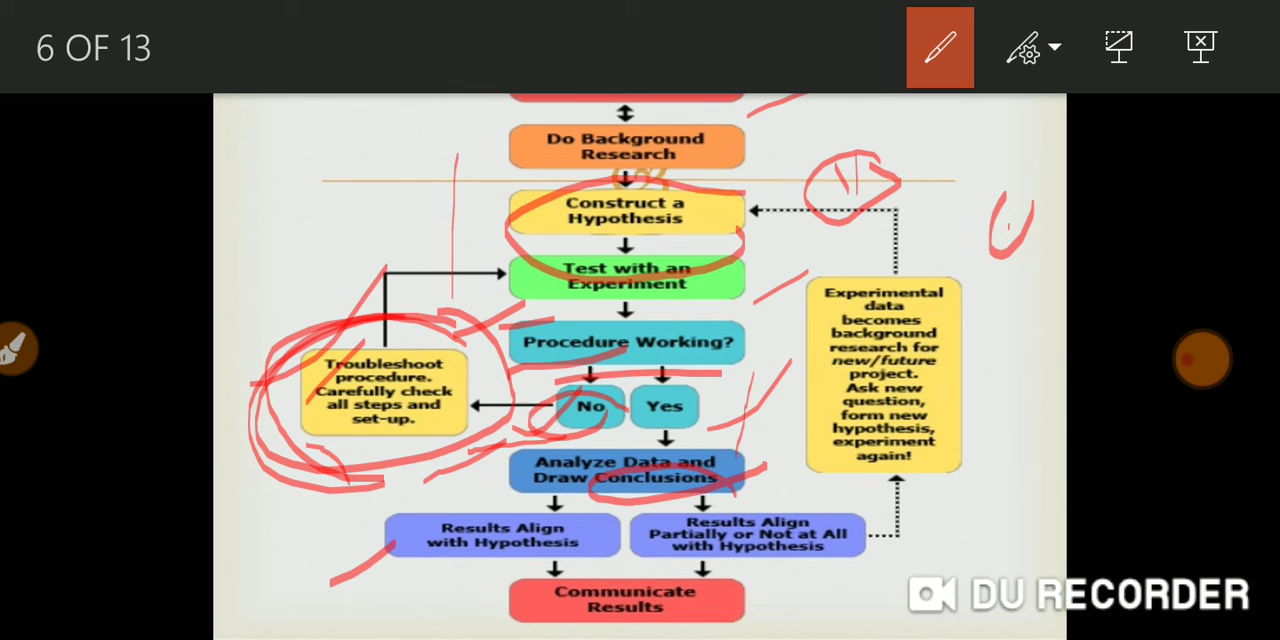 6 OF 13
Do Background
Research
Construct a
Hypothesis
Test with an
Experiment
Procedure Working?
No
Yes
Troubleshoot
procedure.
Carefully check
all steps and
set-up.
Experimental
data
becomes
background
research for
new/future
project.
Ask new
question,
form new
hypothesis,
experiment
again!
Analyze Data and
Draw Conclusions
Results Align
with Hypothesis
Results Align
Partially or Not at All
with Hypothesis
Communicate
Results
DU RECORDER